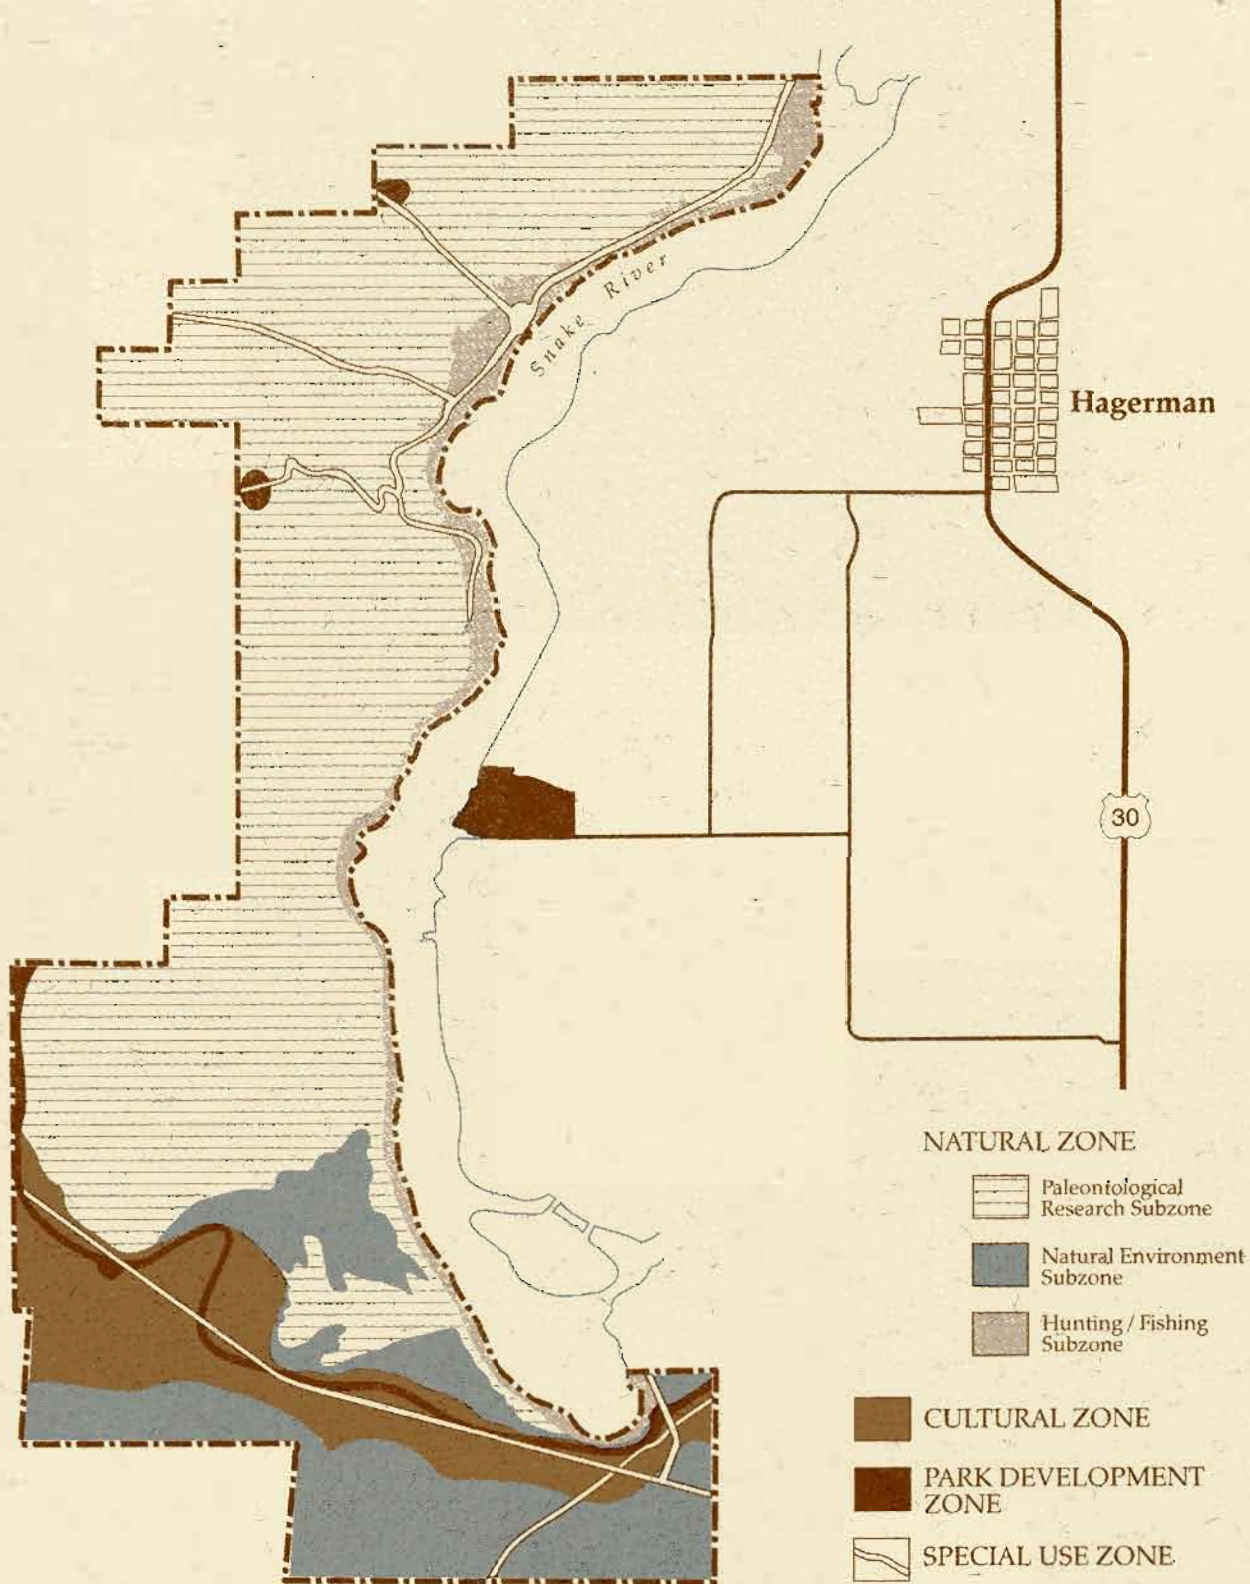 Snake River
Hagerman
30
NATURAL ZONE
Paleontological
Research Subzone
Natural Environment
Subzone
Hunting / Fishing
Subzone
CULTURAL ZONE
PARK DEVELOPMENT
ZONE
SPECIAL USE ZONE